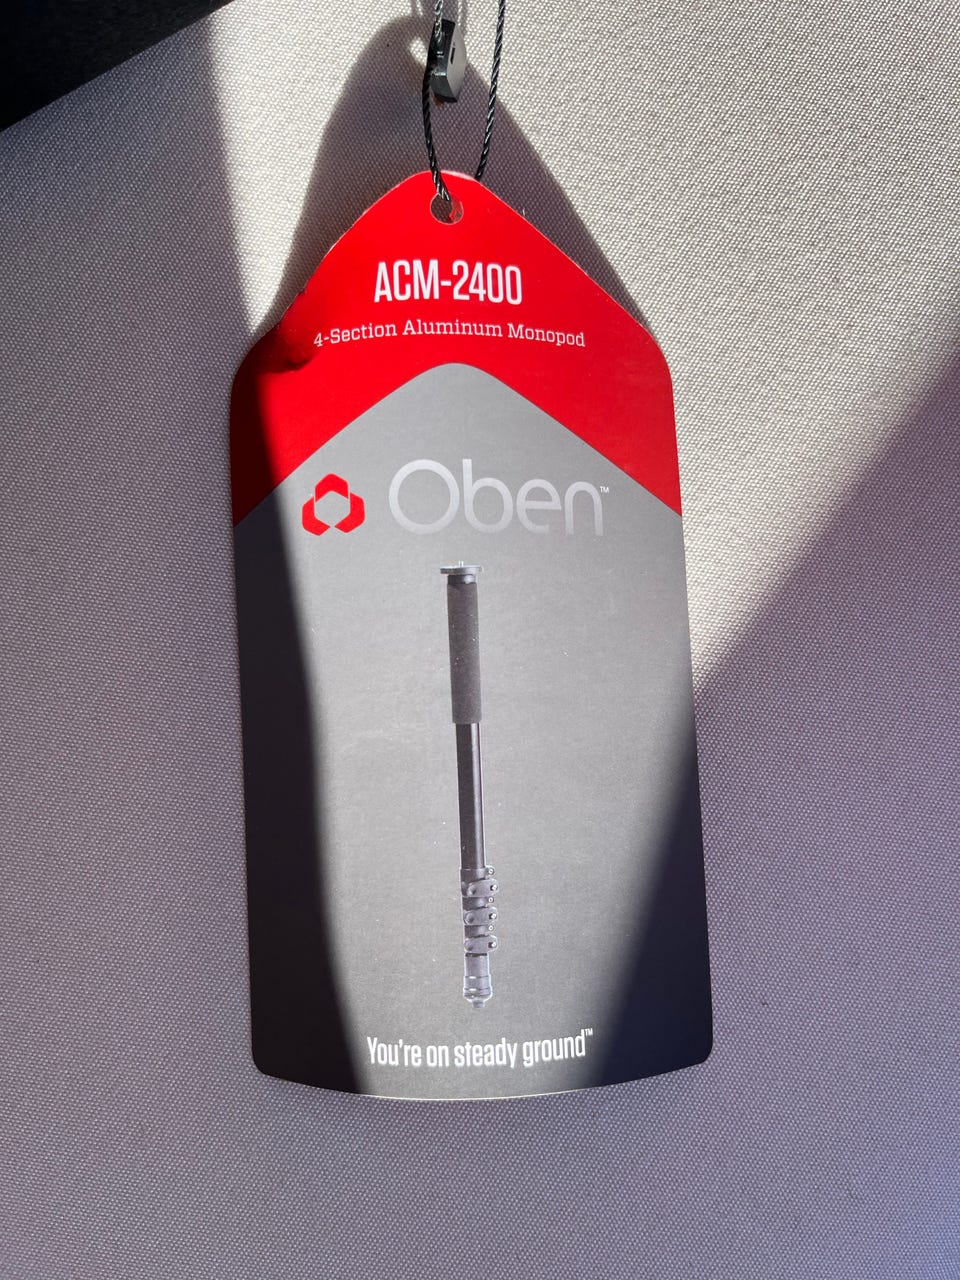 ACM-2400
4-Section Aluminum Monopod
Oben™
You're on steady ground™